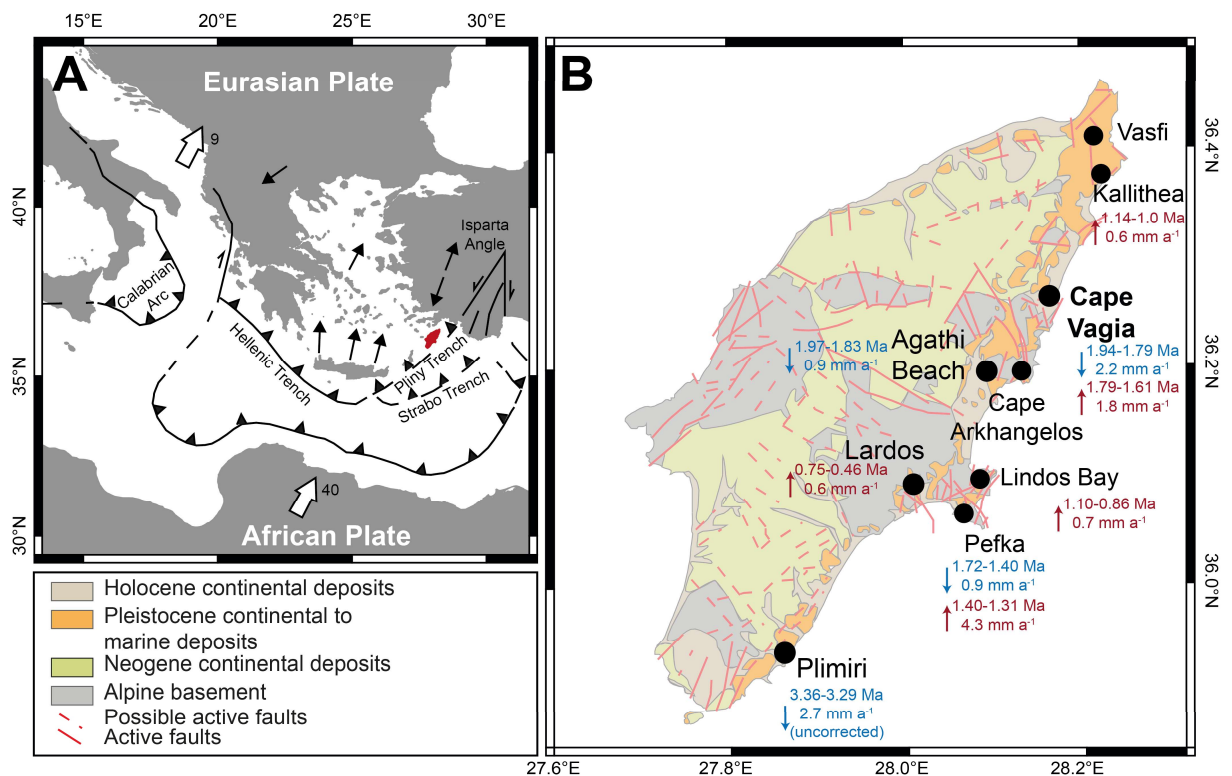 15°E 20°E 25°E 30°E
A
Eurasian Plate
9
40°N
Isparta
Angle
Calabrian
Arc
Hellenic Trench
Pliny Trench
Strabo Trench
35°N
40
30°N
African Plate
Holocene continental deposits
Pleistocene continental to
marine deposits
Neogene continental deposits
Alpine basement
Possible active faults
Active faults
B
Vasfi
36.4°N
Kallithea
1.14-1.0 Ma
0.6 mm a⁻¹
Cape
Vagia
1.94-1.79 Ma
2.2 mm a⁻¹
1.79-1.61 Ma
1.8 mm a⁻¹
1.97-1.83 Ma
0.9 mm a⁻¹
Agathi
Beach
36.2°N
Cape
Arkhangelos
Lardos
0.75-0.46 Ma
0.6 mm a⁻¹
Lindos Bay
1.10-0.86 Ma
0.7 mm a⁻¹
Pefka
1.72-1.40 Ma
0.9 mm a⁻¹
1.40-1.31 Ma
4.3 mm a⁻¹
36.0°N
Plimiri
3.36-3.29 Ma
2.7 mm a⁻¹
(uncorrected)
27.6°E 27.8°E 28.0°E 28.2°E